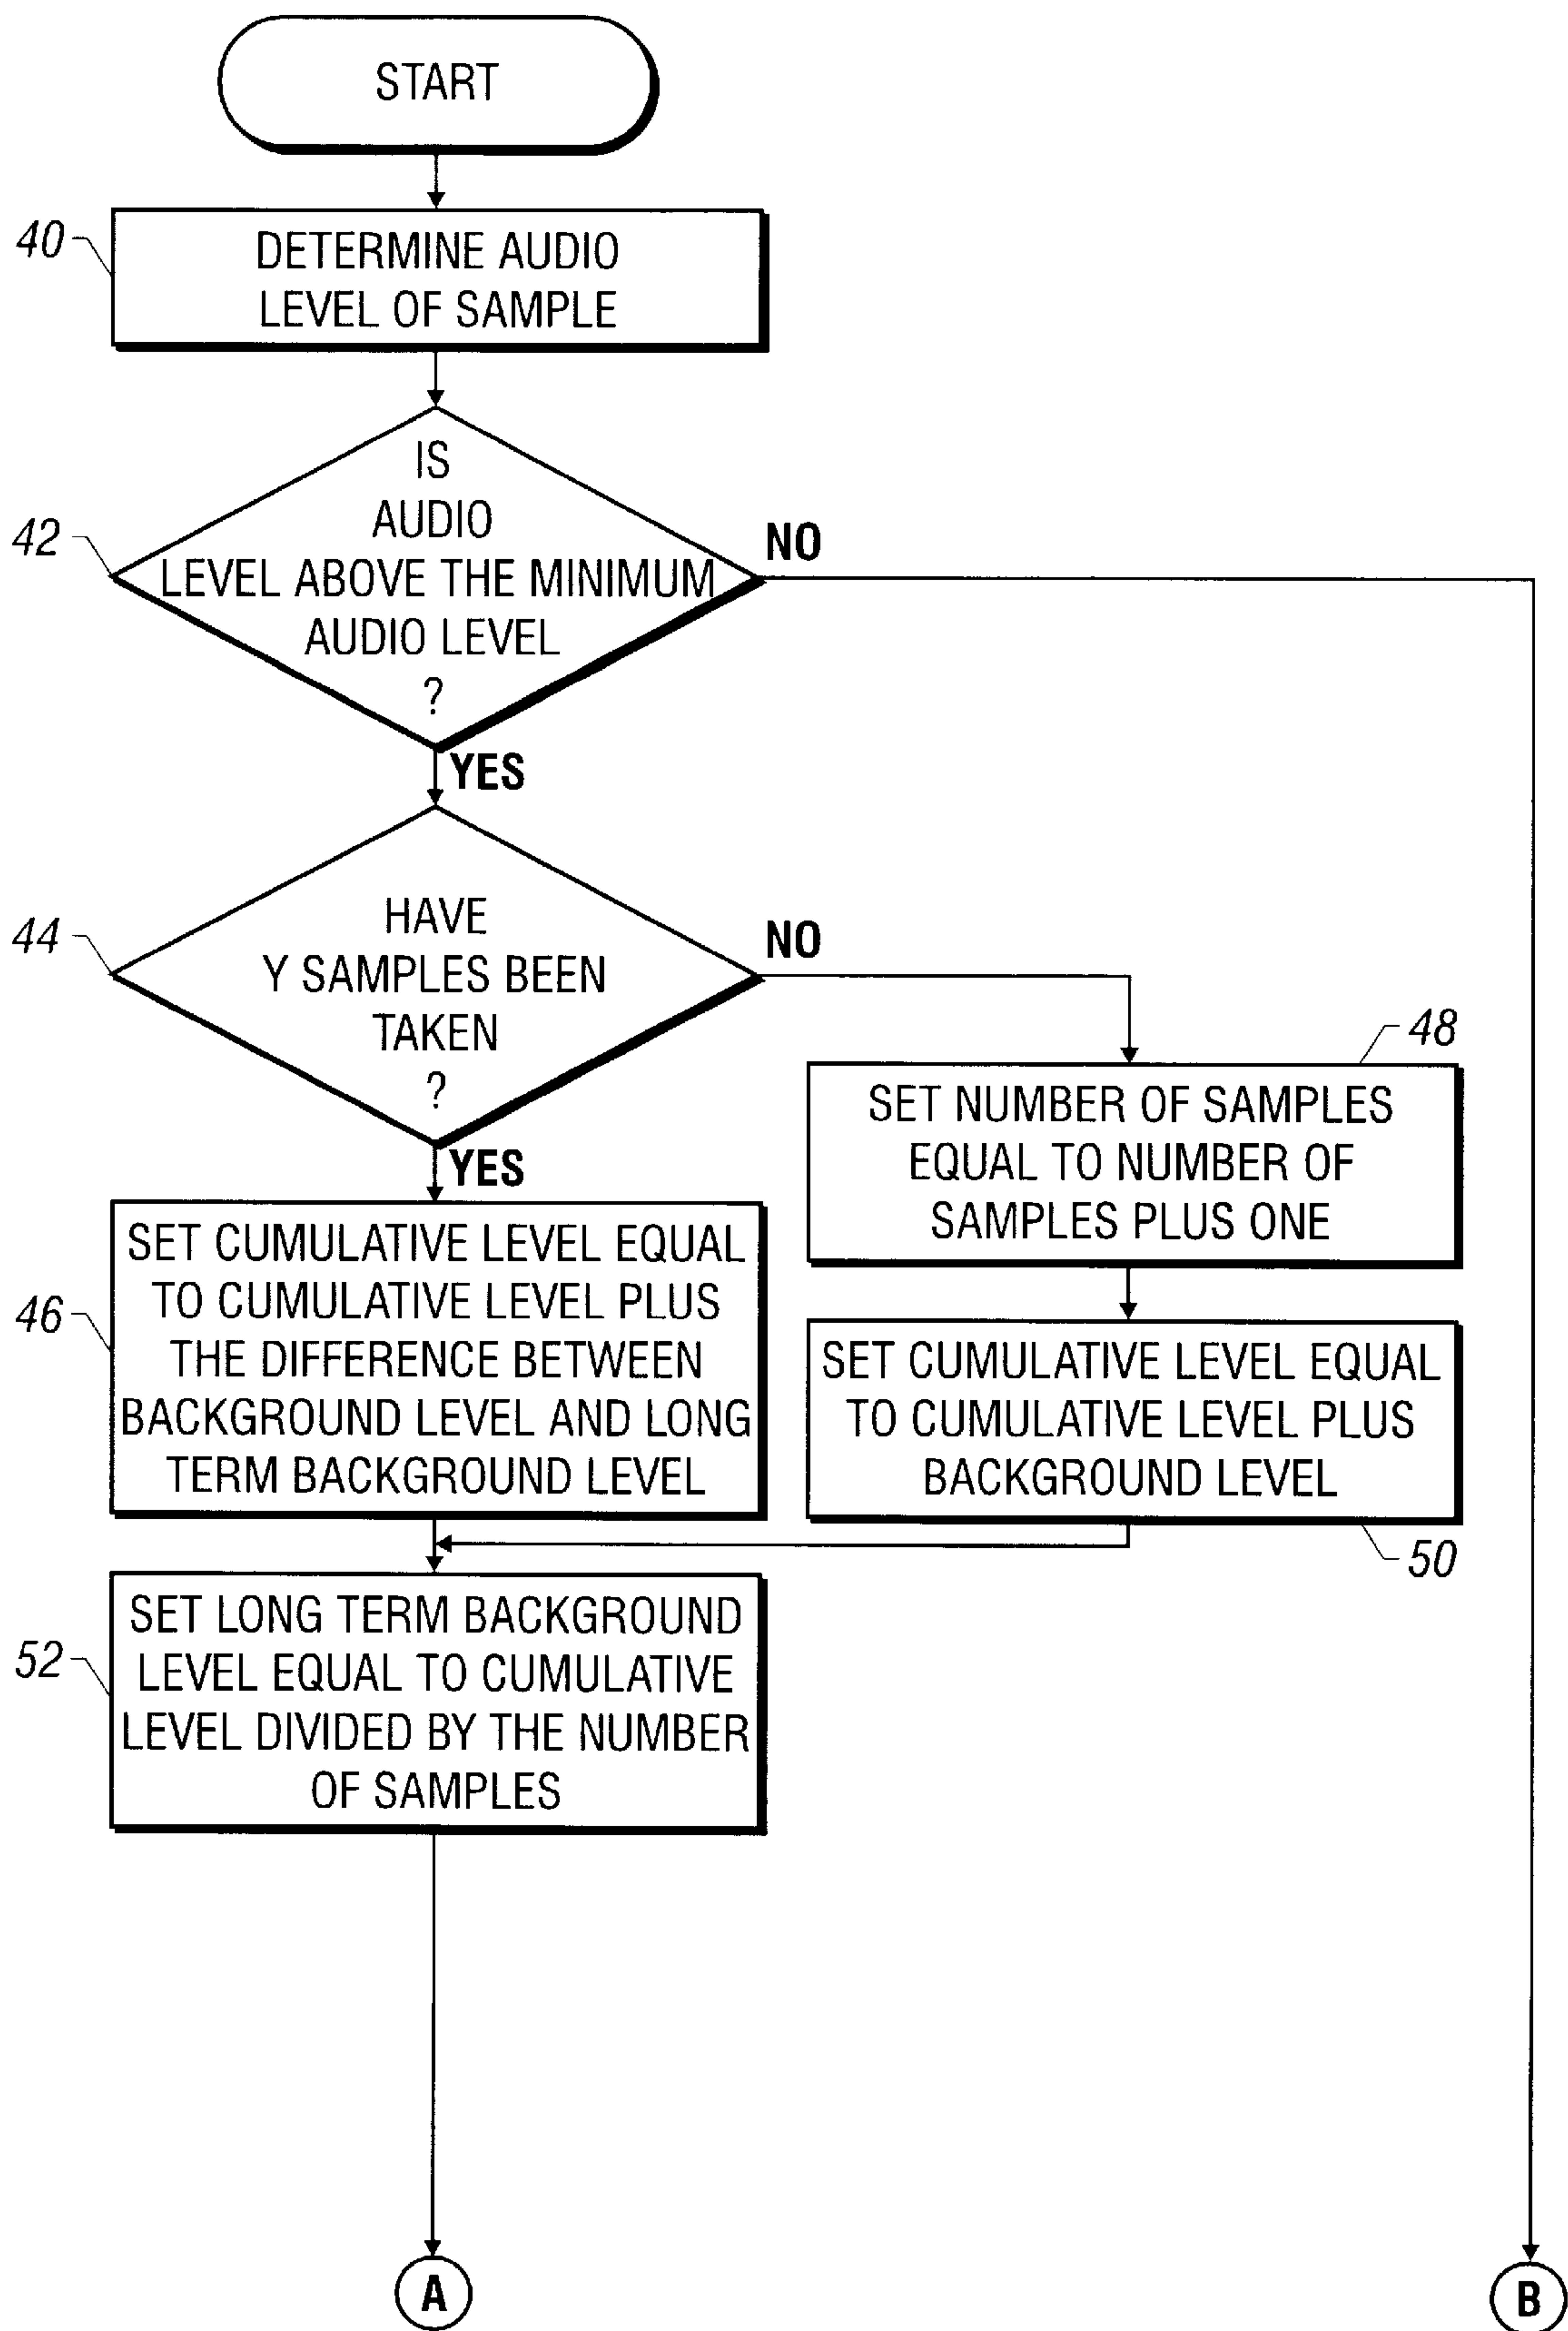 START
40
DETERMINE AUDIO
LEVEL OF SAMPLE
IS
AUDIO
LEVEL ABOVE THE MINIMUM
AUDIO LEVEL
?
42
NO
YES
HAVE
Y SAMPLES BEEN
TAKEN
?
44
NO
YES
48
SET NUMBER OF SAMPLES
EQUAL TO NUMBER OF
SAMPLES PLUS ONE
46
SET CUMULATIVE LEVEL EQUAL
TO CUMULATIVE LEVEL PLUS
THE DIFFERENCE BETWEEN
BACKGROUND LEVEL AND LONG
TERM BACKGROUND LEVEL
SET CUMULATIVE LEVEL EQUAL
TO CUMULATIVE LEVEL PLUS
BACKGROUND LEVEL
50
52
SET LONG TERM BACKGROUND
LEVEL EQUAL TO CUMULATIVE
LEVEL DIVIDED BY THE NUMBER
OF SAMPLES
A
B